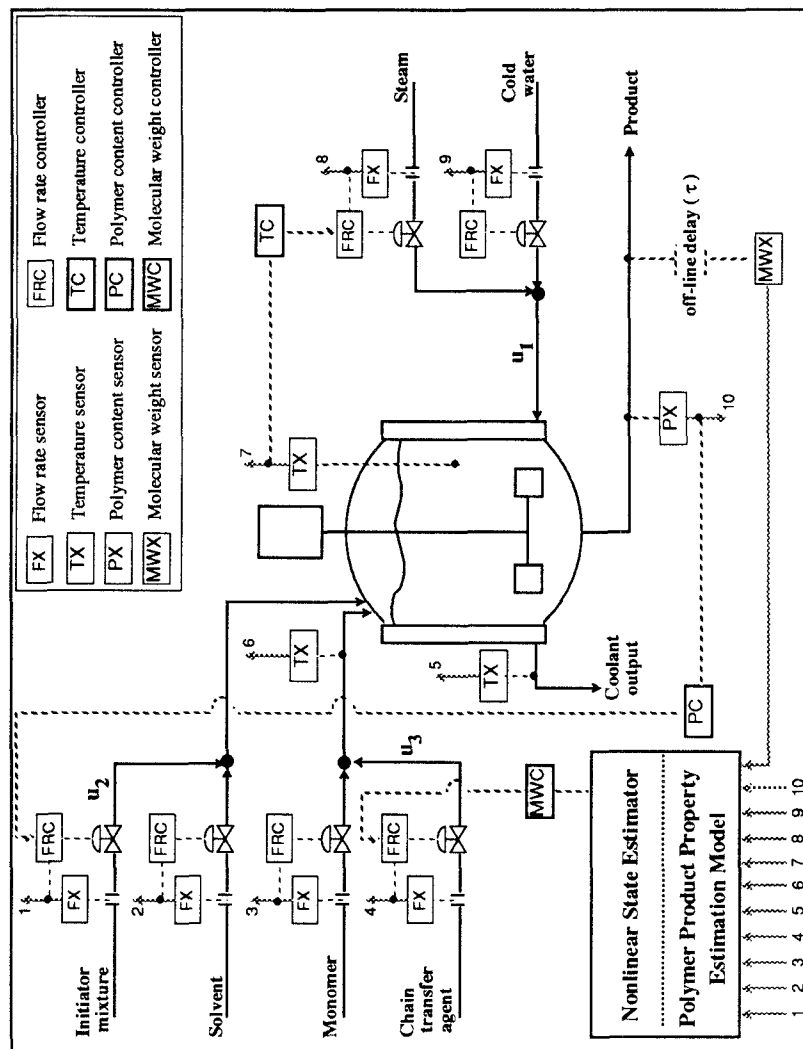 FX Flow rate sensor
FRC Flow rate controller
TX Temperature sensor
TC Temperature controller
PX Polymer content sensor
PC Polymer content controller
MWX Molecular weight sensor
MWC Molecular weight controller
Initiator
mixture
1
FX
FRC
u2
Solvent
2
FX
FRC
Monomer
3
FX
FRC
Chain
transfer
agent
4
FX
FRC
u3
MWC
6
TX
5
TX
Coolant
output
7
TX
TC
8
FX
FRC
Steam
9
FX
FRC
Cold
water
u1
Product
off-line delay ( τ )
MWX
PX
10
PC
Nonlinear State Estimator
Polymer Product Property
Estimation Model
1 2 3 4 5 6 7 8 9 10